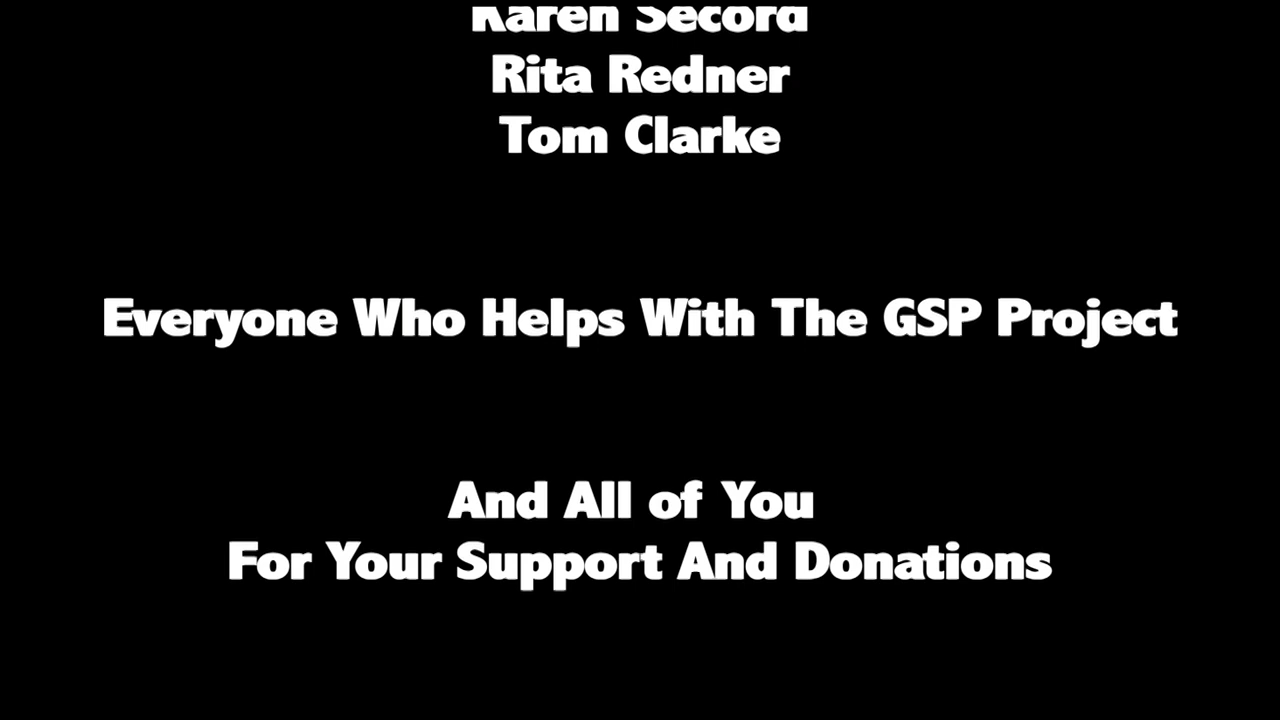 Karen Secord
Rita Redner
Tom Clarke
Everyone Who Helps With The GSP Project
And All of You
For Your Support And Donations